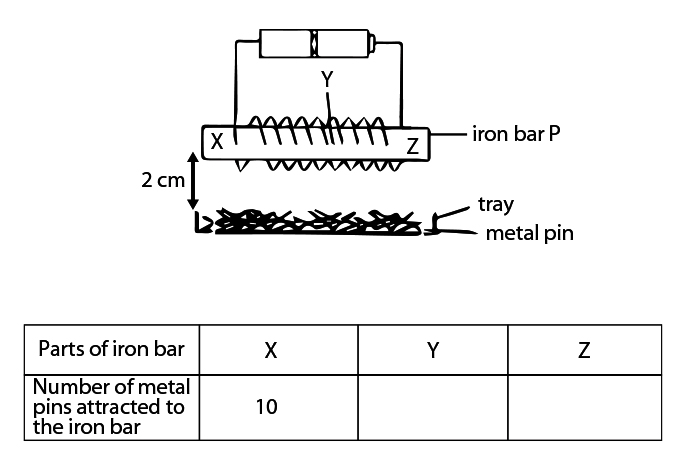 Y
X
Z
iron bar P
2 cm
tray
metal pin
Parts of iron bar X Y Z
Number of metal
pins attracted to
the iron bar
10